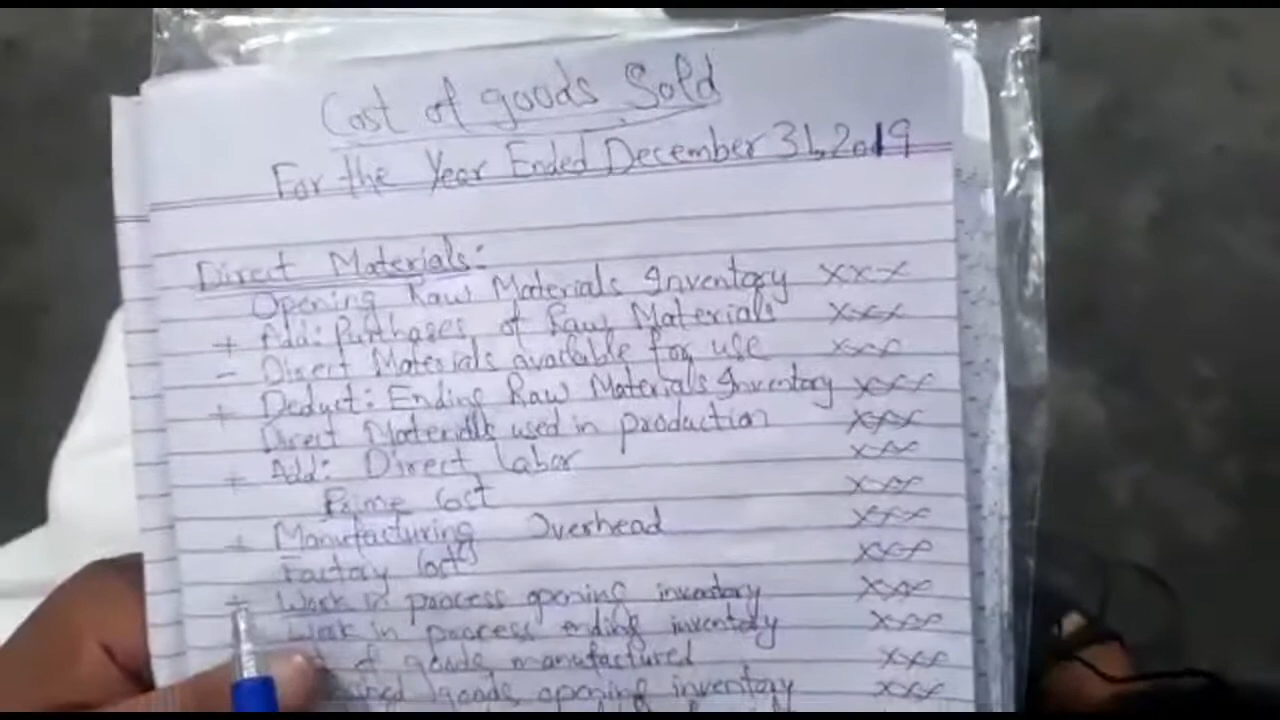 Cost of goods Sold
For the Year Ended December 31, 2019
Direct Materials:
Opening Raw Materials Inventory xxx
+ Add: Purchases of Raw Materials xxx
- Direct Materials available for use xxx
+ Deduct: Ending Raw Materials Inventory xxx
Direct Materials used in production xxx
+ Add: Direct Labor xxx
Prime Cost xxx
+ Manufacturing Overhead xxx
Factory Cost xxx
+ Work in process opening inventory xxx
Work in process ending inventory xxx
of goods manufactured xxx
goods opening inventory xxx